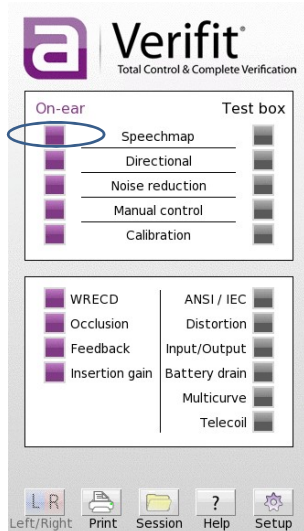 a Verifit®
Total Control & Complete Verification
On-ear Test box
Speechmap
Directional
Noise reduction
Manual control
Calibration
WRECD ANSI / IEC
Occlusion Distortion
Feedback Input/Output
Insertion gain Battery drain
Multicurve
Telecoil
L R ?
Left/Right Print Session Help Setup